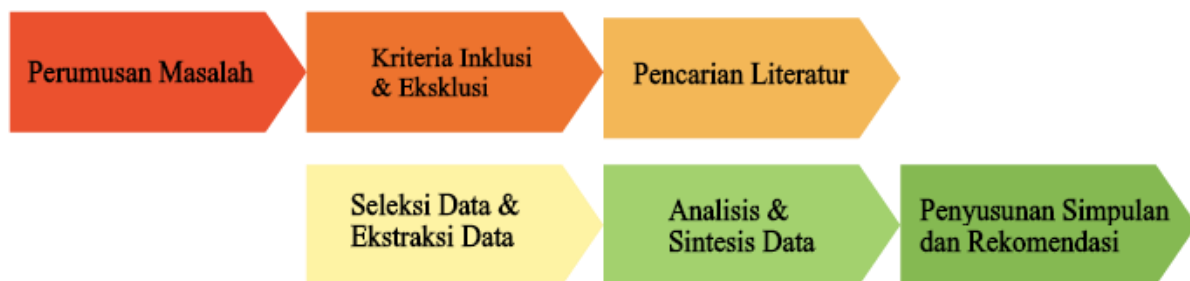 Perumusan Masalah
Kriteria Inklusi
& Eksklusi
Pencarian Literatur
Seleksi Data &
Ekstraksi Data
Analisis &
Sintesis Data
Penyusunan Simpulan
dan Rekomendasi